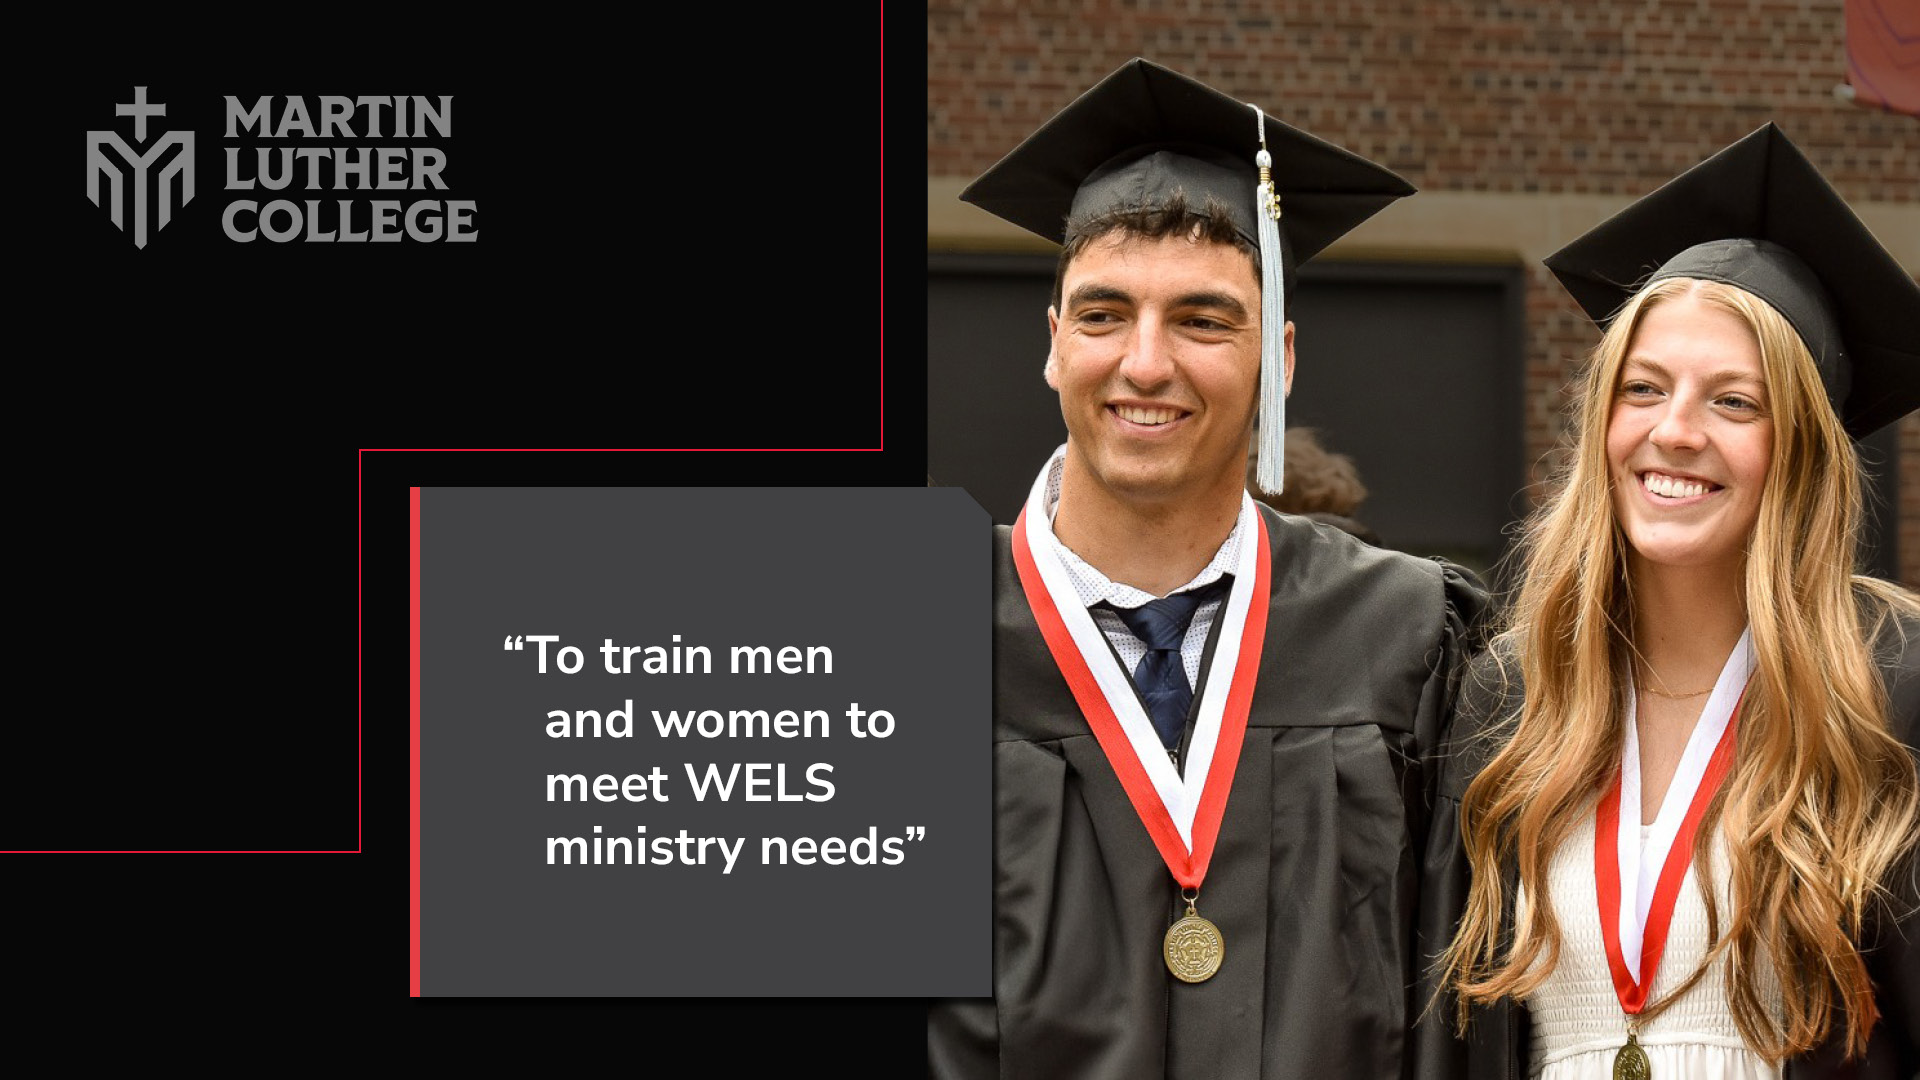 MARTIN
LUTHER
COLLEGE
“To train men
and women to
meet WELS
ministry needs”